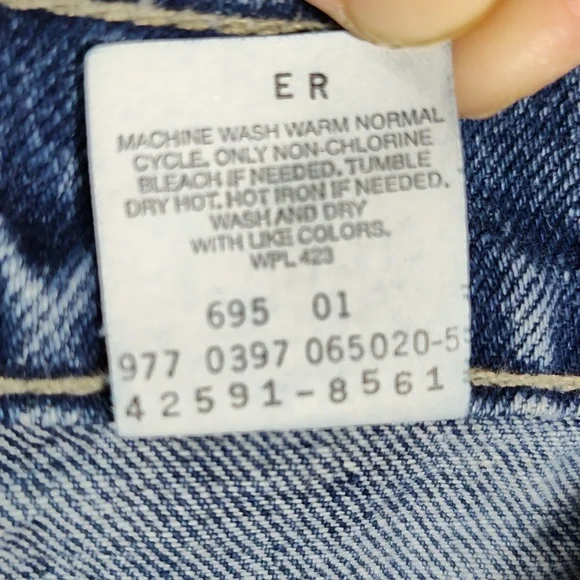 ER
MACHINE WASH WARM NORMAL
CYCLE. ONLY NON-CHLORINE
BLEACH IF NEEDED. TUMBLE
DRY HOT. HOT IRON IF NEEDED.
WASH AND DRY
WITH LIKE COLORS.
WPL 423
695 01
977 0397 065020-5
42591-8561